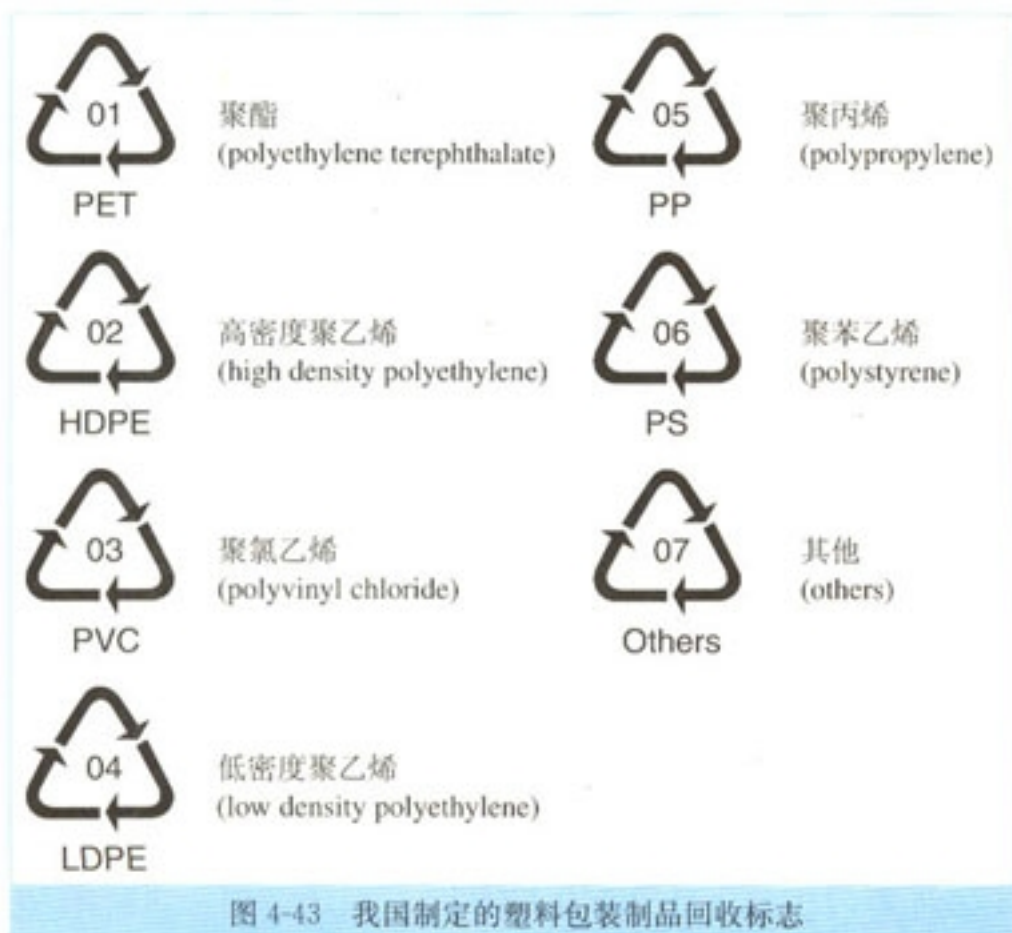 01
PET
聚酯
(polyethylene terephthalate)
02
HDPE
高密度聚乙烯
(high density polyethylene)
03
PVC
聚氯乙烯
(polyvinyl chloride)
04
LDPE
低密度聚乙烯
(low density polyethylene)
05
PP
聚丙烯
(polypropylene)
06
PS
聚苯乙烯
(polystyrene)
07
Others
其他
(others)
图 4-43 我国制定的塑料包装制品回收标志